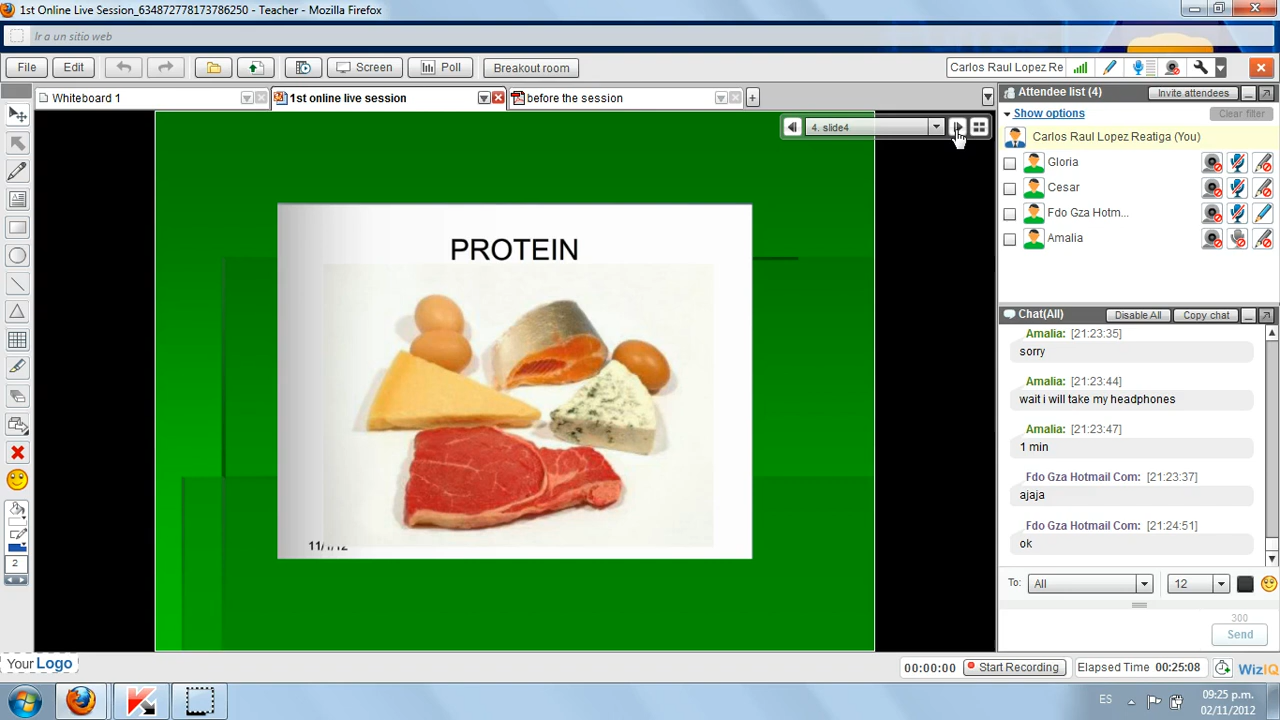 1st Online Live Session_634872778173786250 - Teacher - Mozilla Firefox
Ir a un sitio web
File Edit Screen Poll Breakout room Carlos Raul Lopez Re
Whiteboard 1 1st online live session before the session
4. slide4
PROTEIN
Attendee list (4) Invite attendees
Show options Clear filter
Carlos Raul Lopez Reatiga (You)
Gloria
Cesar
Fdo Gza Hotm...
Amalia
Chat(All) Disable All Copy chat
Amalia: [21:23:35]
sorry
Amalia: [21:23:44]
wait i will take my headphones
Amalia: [21:23:47]
1 min
Fdo Gza Hotmail Com: [21:23:37]
ajaja
Fdo Gza Hotmail Com: [21:24:51]
ok
2
To: All 12
300
Send
Your Logo
00:00:00 Start Recording Elapsed Time 00:25:08 WizIQ
ES 09:25 p.m.
02/11/2012